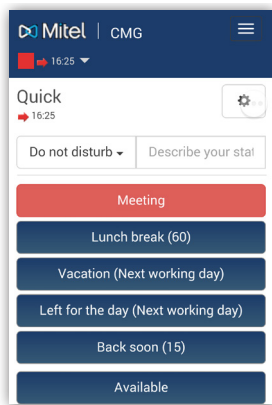 Mitel | CMG
16:25
Quick
16:25
Do not disturb
Describe your stat
Meeting
Lunch break (60)
Vacation (Next working day)
Left for the day (Next working day)
Back soon (15)
Available